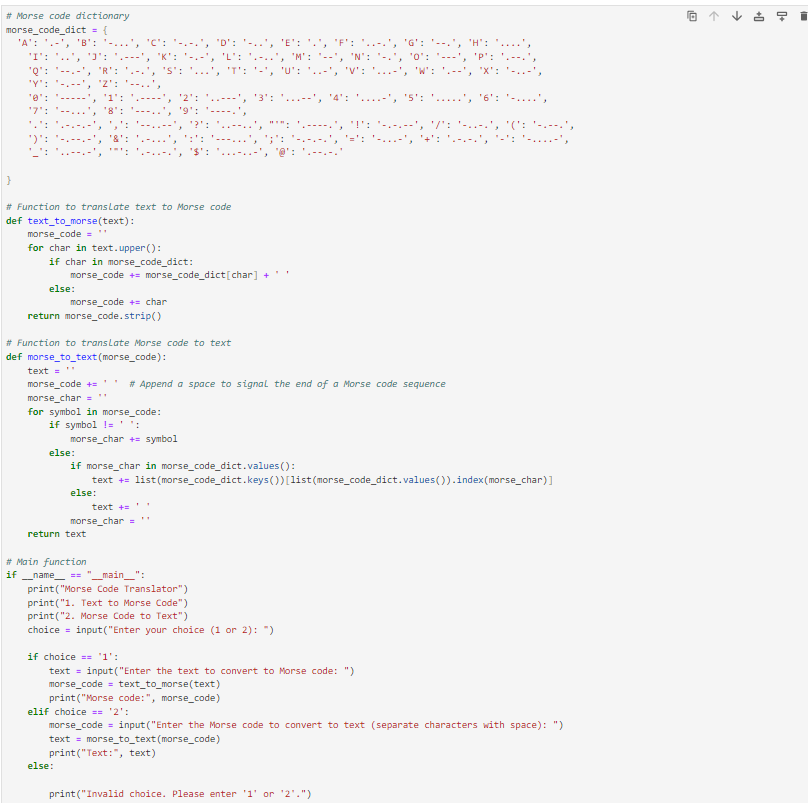 # Morse code dictionary
morse_code_dict = {
  'A': '.-', 'B': '-...', 'C': '-.-.', 'D': '-..', 'E': '.', 'F': '..-.', 'G': '--.', 'H': '....',
    'I': '..', 'J': '.---', 'K': '-.-', 'L': '.-..', 'M': '--', 'N': '-.', 'O': '---', 'P': '.--.',
    'Q': '--.-', 'R': '.-.', 'S': '...', 'T': '-', 'U': '..-', 'V': '...-', 'W': '.--', 'X': '-..-',
    'Y': '-.--', 'Z': '--..',
    '0': '-----', '1': '.----', '2': '..---', '3': '...--', '4': '....-', '5': '.....', '6': '-....',
    '7': '--...', '8': '---..', '9': '----.',
    '.': '.-.-.-', ',': '--..--', '?': '..--..', "'": '.----.', '!': '-.-.--', '/': '-..-.', '(': '-.--.',
    ')': '-.--.-', '&': '.-...', ':': '---...', ';': '-.-.-.', '=': '-...-', '+': '.-.-.', '-': '-....-',
    '_': '..--.-', '"': '.-..-.', '$': '...-..-', '@': '.--.-.'
}
# Function to translate text to Morse code
def text_to_morse(text):
    morse_code = ''
    for char in text.upper():
        if char in morse_code_dict:
            morse_code += morse_code_dict[char] + ' '
        else:
            morse_code += char
    return morse_code.strip()
# Function to translate Morse code to text
def morse_to_text(morse_code):
    text = ''
    morse_code += ' '  # Append a space to signal the end of a Morse code sequence
    morse_char = ''
    for symbol in morse_code:
        if symbol != ' ':
            morse_char += symbol
        else:
            if morse_char in morse_code_dict.values():
                text += list(morse_code_dict.keys())[list(morse_code_dict.values()).index(morse_char)]
            else:
                text += ' '
            morse_char = ''
    return text
# Main function
if __name__ == "__main__":
    print("Morse Code Translator")
    print("1. Text to Morse Code")
    print("2. Morse Code to Text")
    choice = input("Enter your choice (1 or 2): ")
    if choice == '1':
        text = input("Enter the text to convert to Morse code: ")
        morse_code = text_to_morse(text)
        print("Morse code:", morse_code)
    elif choice == '2':
        morse_code = input("Enter the Morse code to convert to text (separate characters with space): ")
        text = morse_to_text(morse_code)
        print("Text:", text)
    else:
        print("Invalid choice. Please enter '1' or '2'.")